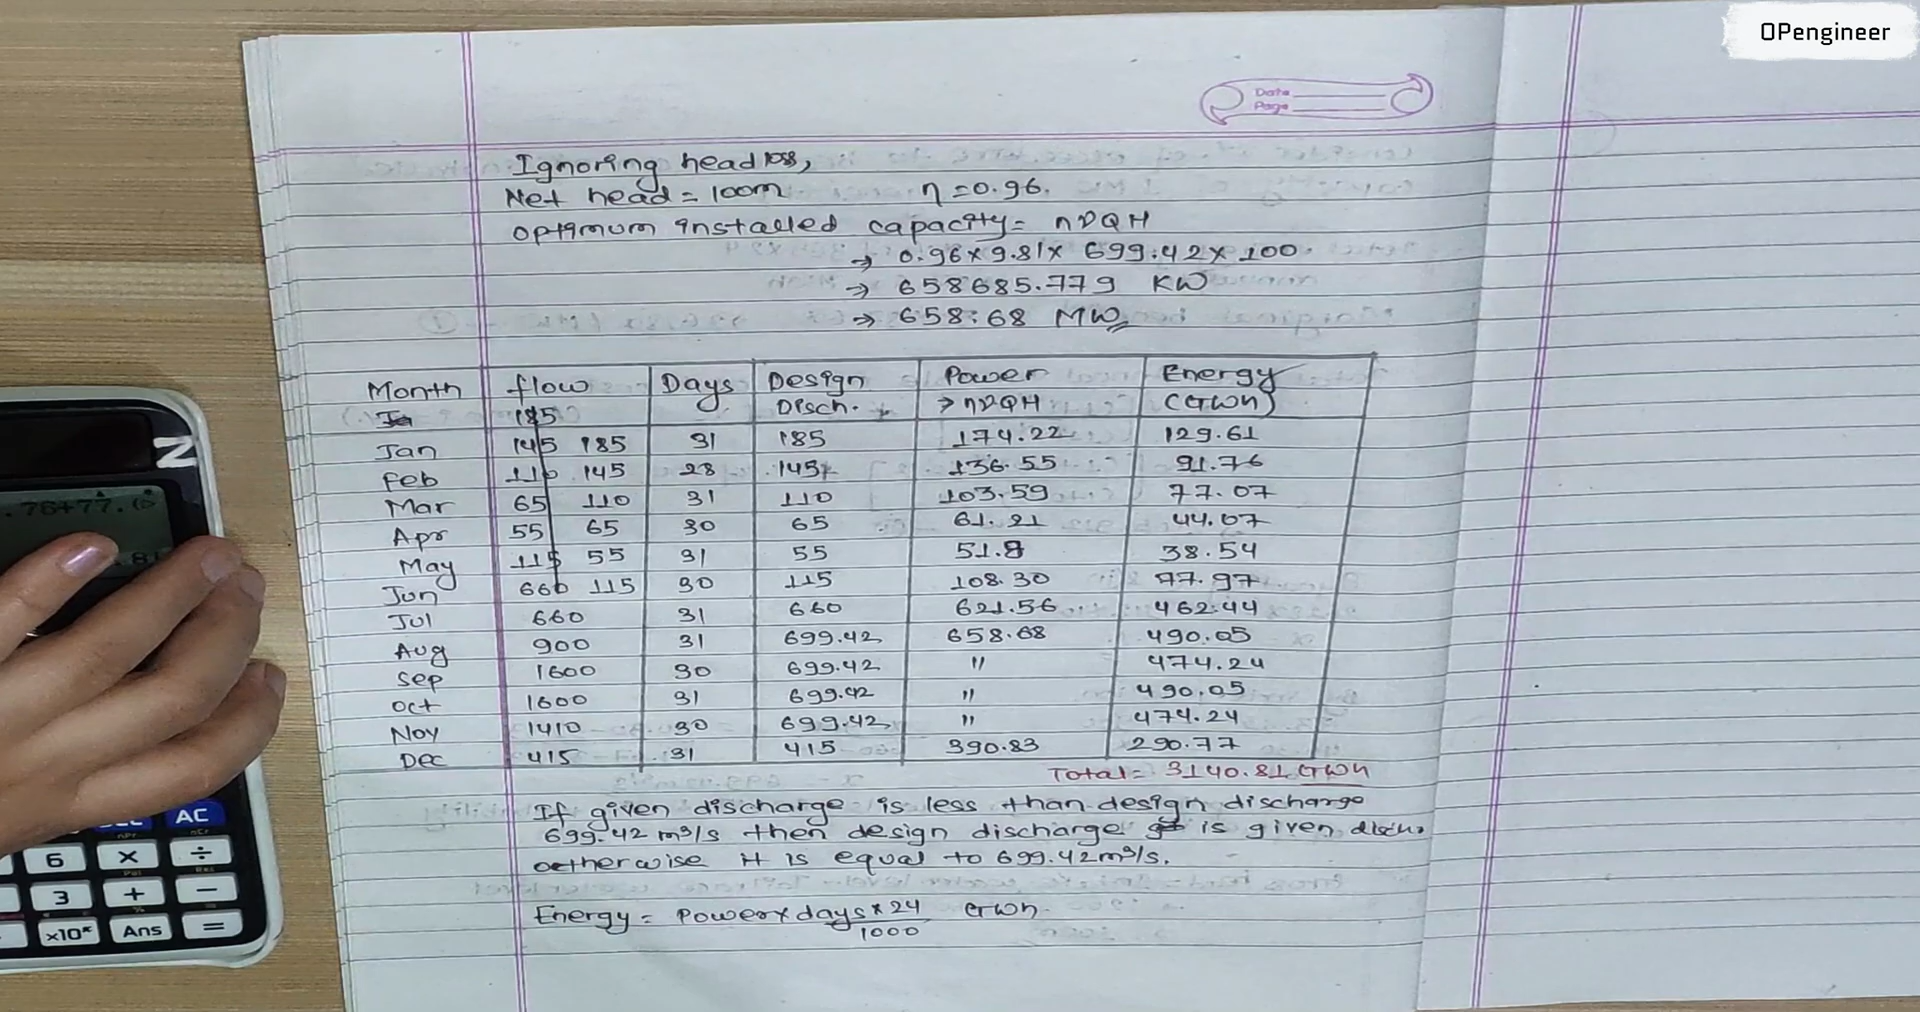 OPengineer
Date
Page
Ignoring head loss,
Net head = 100m η = 0.96.
optimum installed capacity = ηγQH
→ 0.96 x 9.81 x 699.42 x 100.
→ 658685.779 KW
→ 658.68 MW
Month flow Days Design Power Energy
185 Disch. → ηγQH (GWh)
Jan 145 185 31 185 174.22 129.61
Feb 110 145 28 145 136.55 91.76
Mar 65 110 31 110 103.59 77.07
Apr 55 65 30 65 61.21 44.07
May 115 55 31 55 51.8 38.54
Jun 660 115 30 115 108.30 77.97
Jul 660 31 660 621.56 462.44
Aug 900 31 699.42 658.68 490.05
Sep 1600 30 699.42 " 474.24
Oct 1600 31 699.42 " 490.05
Nov 1410 30 699.42 " 474.24
Dec 415 31 415 390.83 290.77
Total = 3140.81 GWh
If given discharge is less than design discharge
699.42 m³/s then design discharge is given disch.
otherwise it is equal to 699.42 m³/s.
Energy = Power x days x 24 GWh
1000
N
.76+77.
AC
6 x ÷
3 + −
x10ˣ Ans =